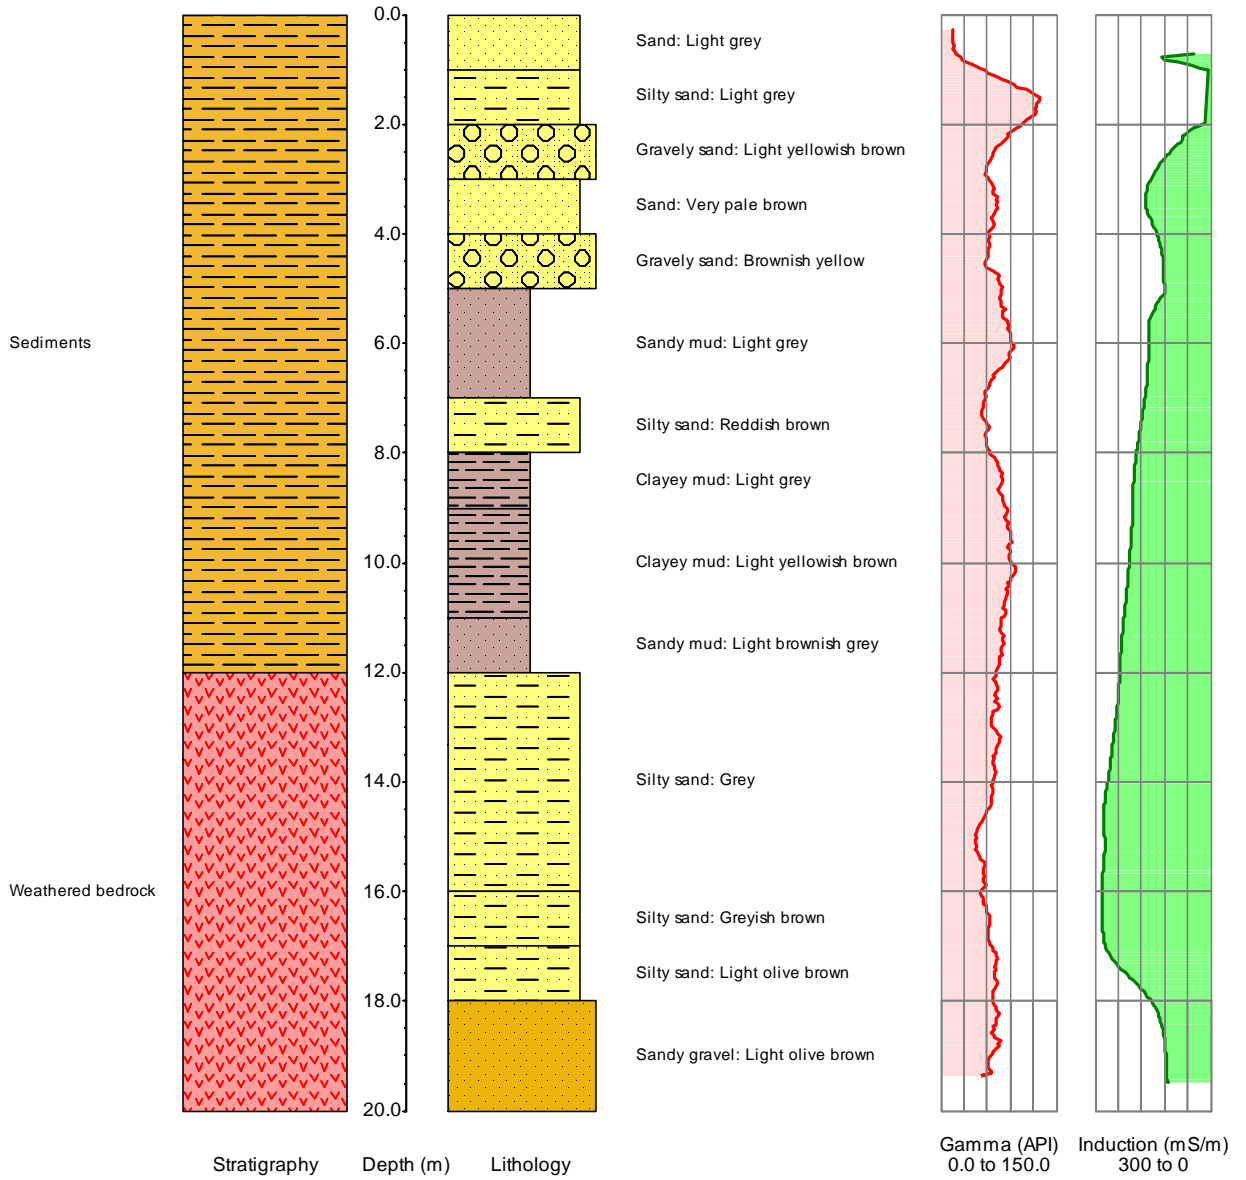 0.0
Sand: Light grey
Silty sand: Light grey
2.0
Gravely sand: Light yellowish brown
Sand: Very pale brown
4.0
Gravely sand: Brownish yellow
Sediments
6.0
Sandy mud: Light grey
Silty sand: Reddish brown
8.0
Clayey mud: Light grey
10.0
Clayey mud: Light yellowish brown
Sandy mud: Light brownish grey
12.0
14.0
Silty sand: Grey
Weathered bedrock
16.0
Silty sand: Greyish brown
Silty sand: Light olive brown
18.0
Sandy gravel: Light olive brown
20.0
Stratigraphy
Depth (m)
Lithology
Gamma (API)
0.0 to 150.0
Induction (mS/m)
300 to 0